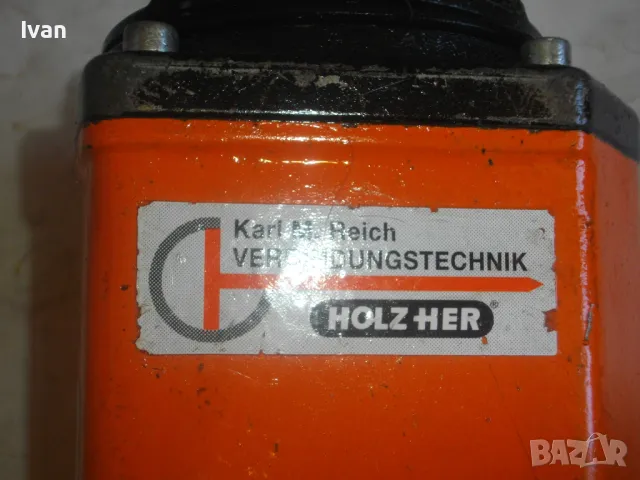 Ivan
Karl M. Reich
VERBINDUNGSTECHNIK
HOLZ-HER®
BAZAR